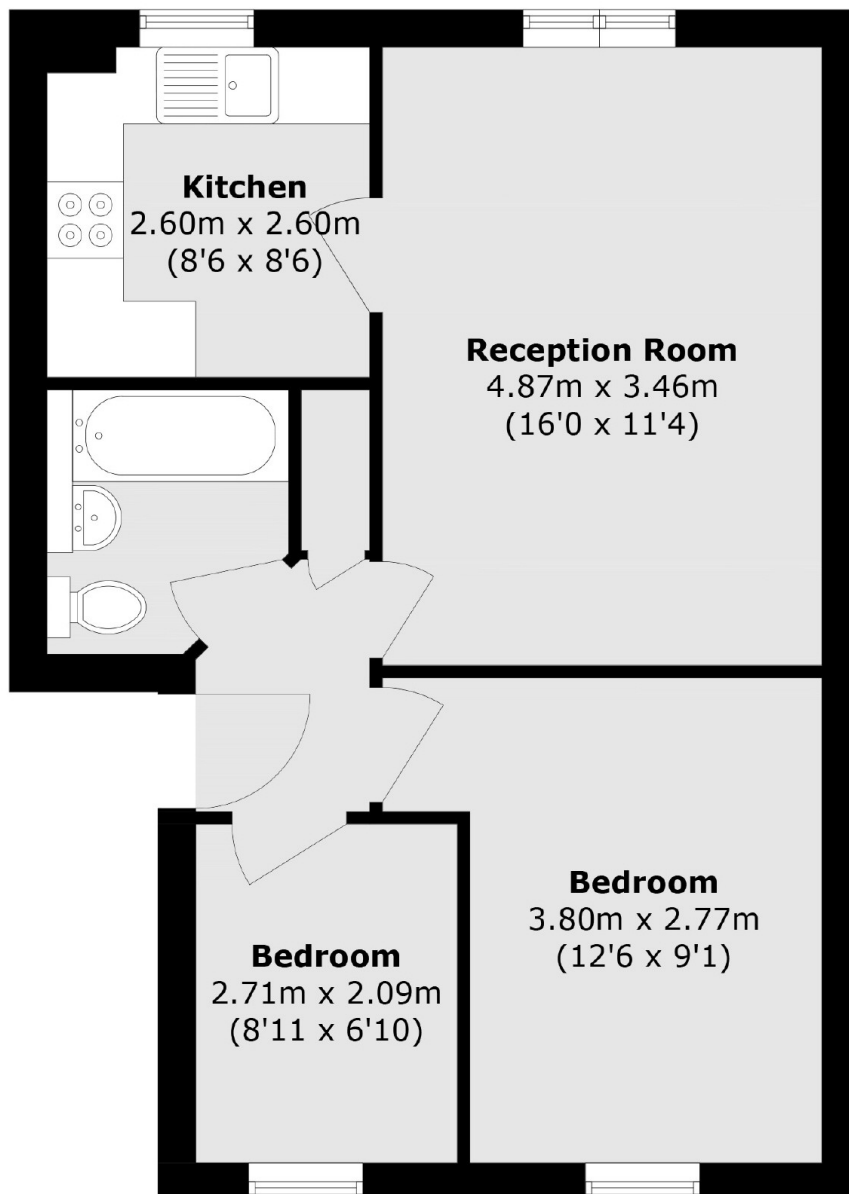 Kitchen
2.60m x 2.60m
(8'6 x 8'6)
Reception Room
4.87m x 3.46m
(16'0 x 11'4)
Bedroom
3.80m x 2.77m
(12'6 x 9'1)
Bedroom
2.71m x 2.09m
(8'11 x 6'10)